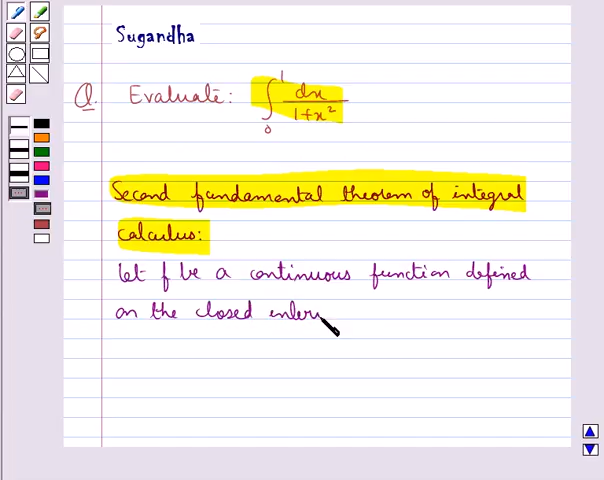 Sugandha
Q. Evaluate: ∫₀¹ dx/(1+x²)
Second fundamental theorem of integral
calculus:
Let f be a continuous function defined
on the closed inter